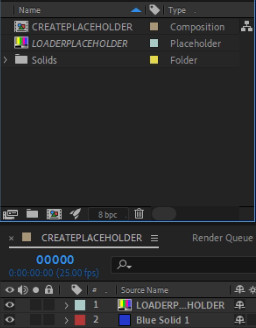 Name Type
CREATEPLACEHOLDER Composition
LOADERPLACEHOLDER Placeholder
Solids Folder
8 bpc
× CREATEPLACEHOLDER Render Queue
00000
0:00:00:00 (25.00 fps)
# Source Name
1 LOADERP...HOLDER
2 Blue Solid 1